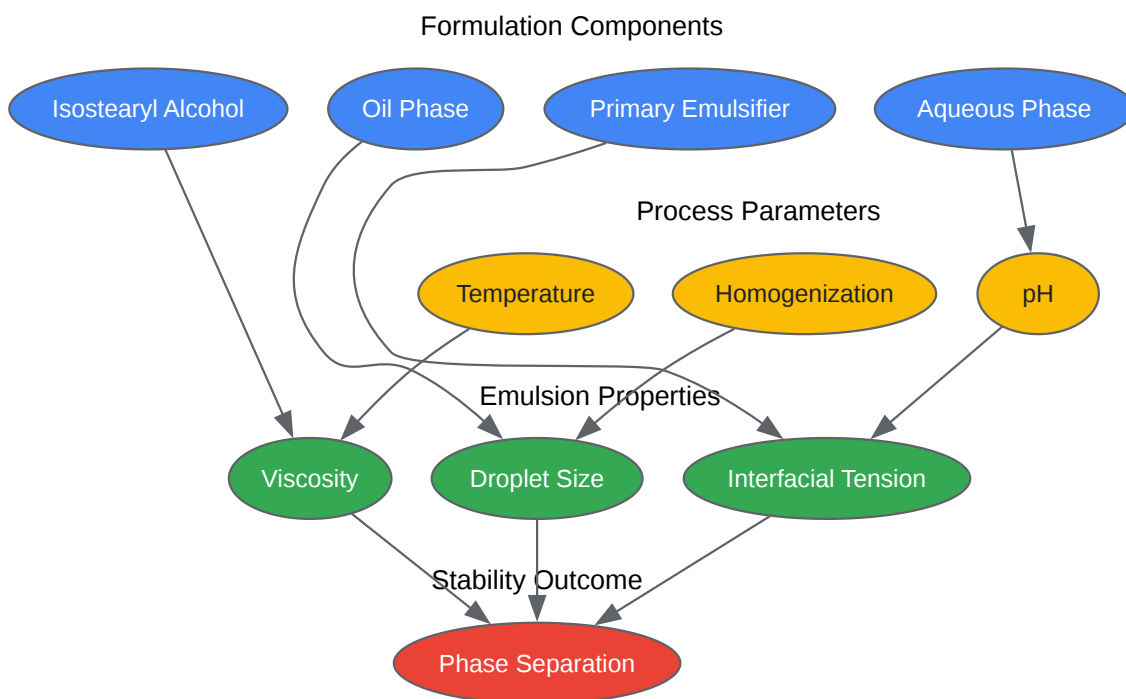 Formulation Components
Isostearyl Alcohol
Oil Phase
Primary Emulsifier
Aqueous Phase
Process Parameters
Temperature
Homogenization
pH
Emulsion Properties
Viscosity
Droplet Size
Interfacial Tension
Stability Outcome
Phase Separation